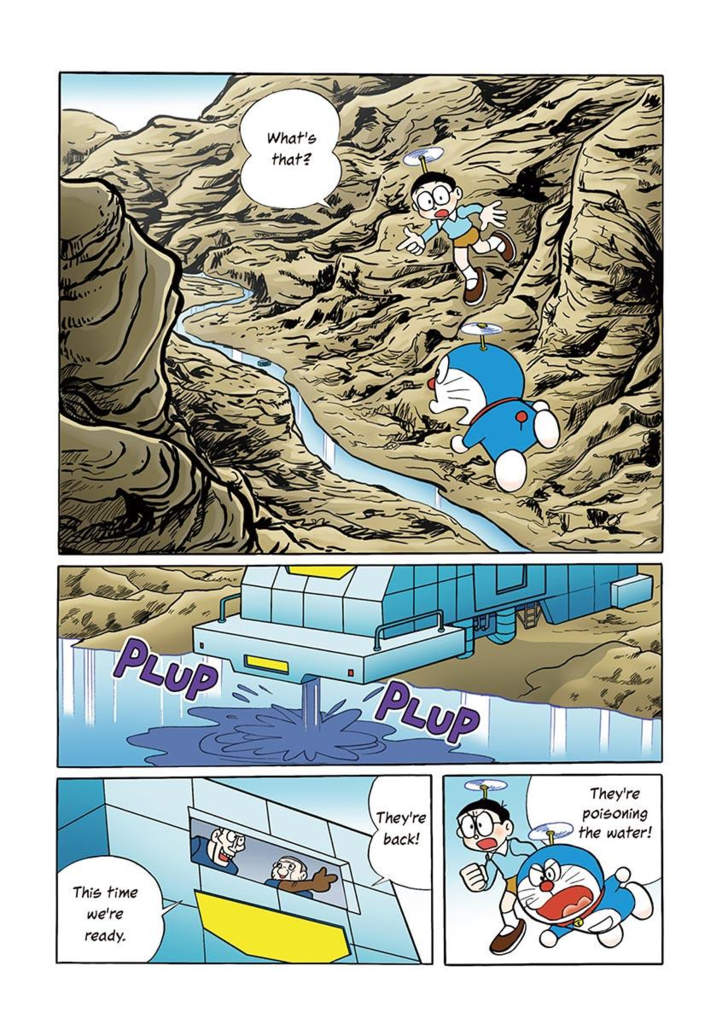 What's
that?
PLUP
PLUP
They're
back!
This time
we're
ready.
They're
poisoning
the water!